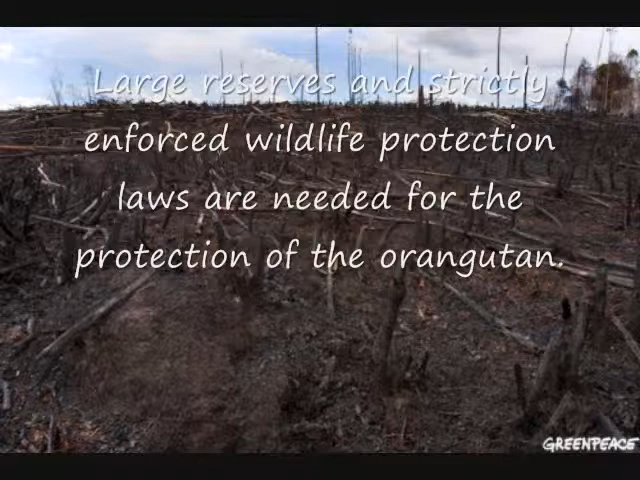 Large reserves and strictly
enforced wildlife protection
laws are needed for the
protection of the orangutan.
GREENPEACE